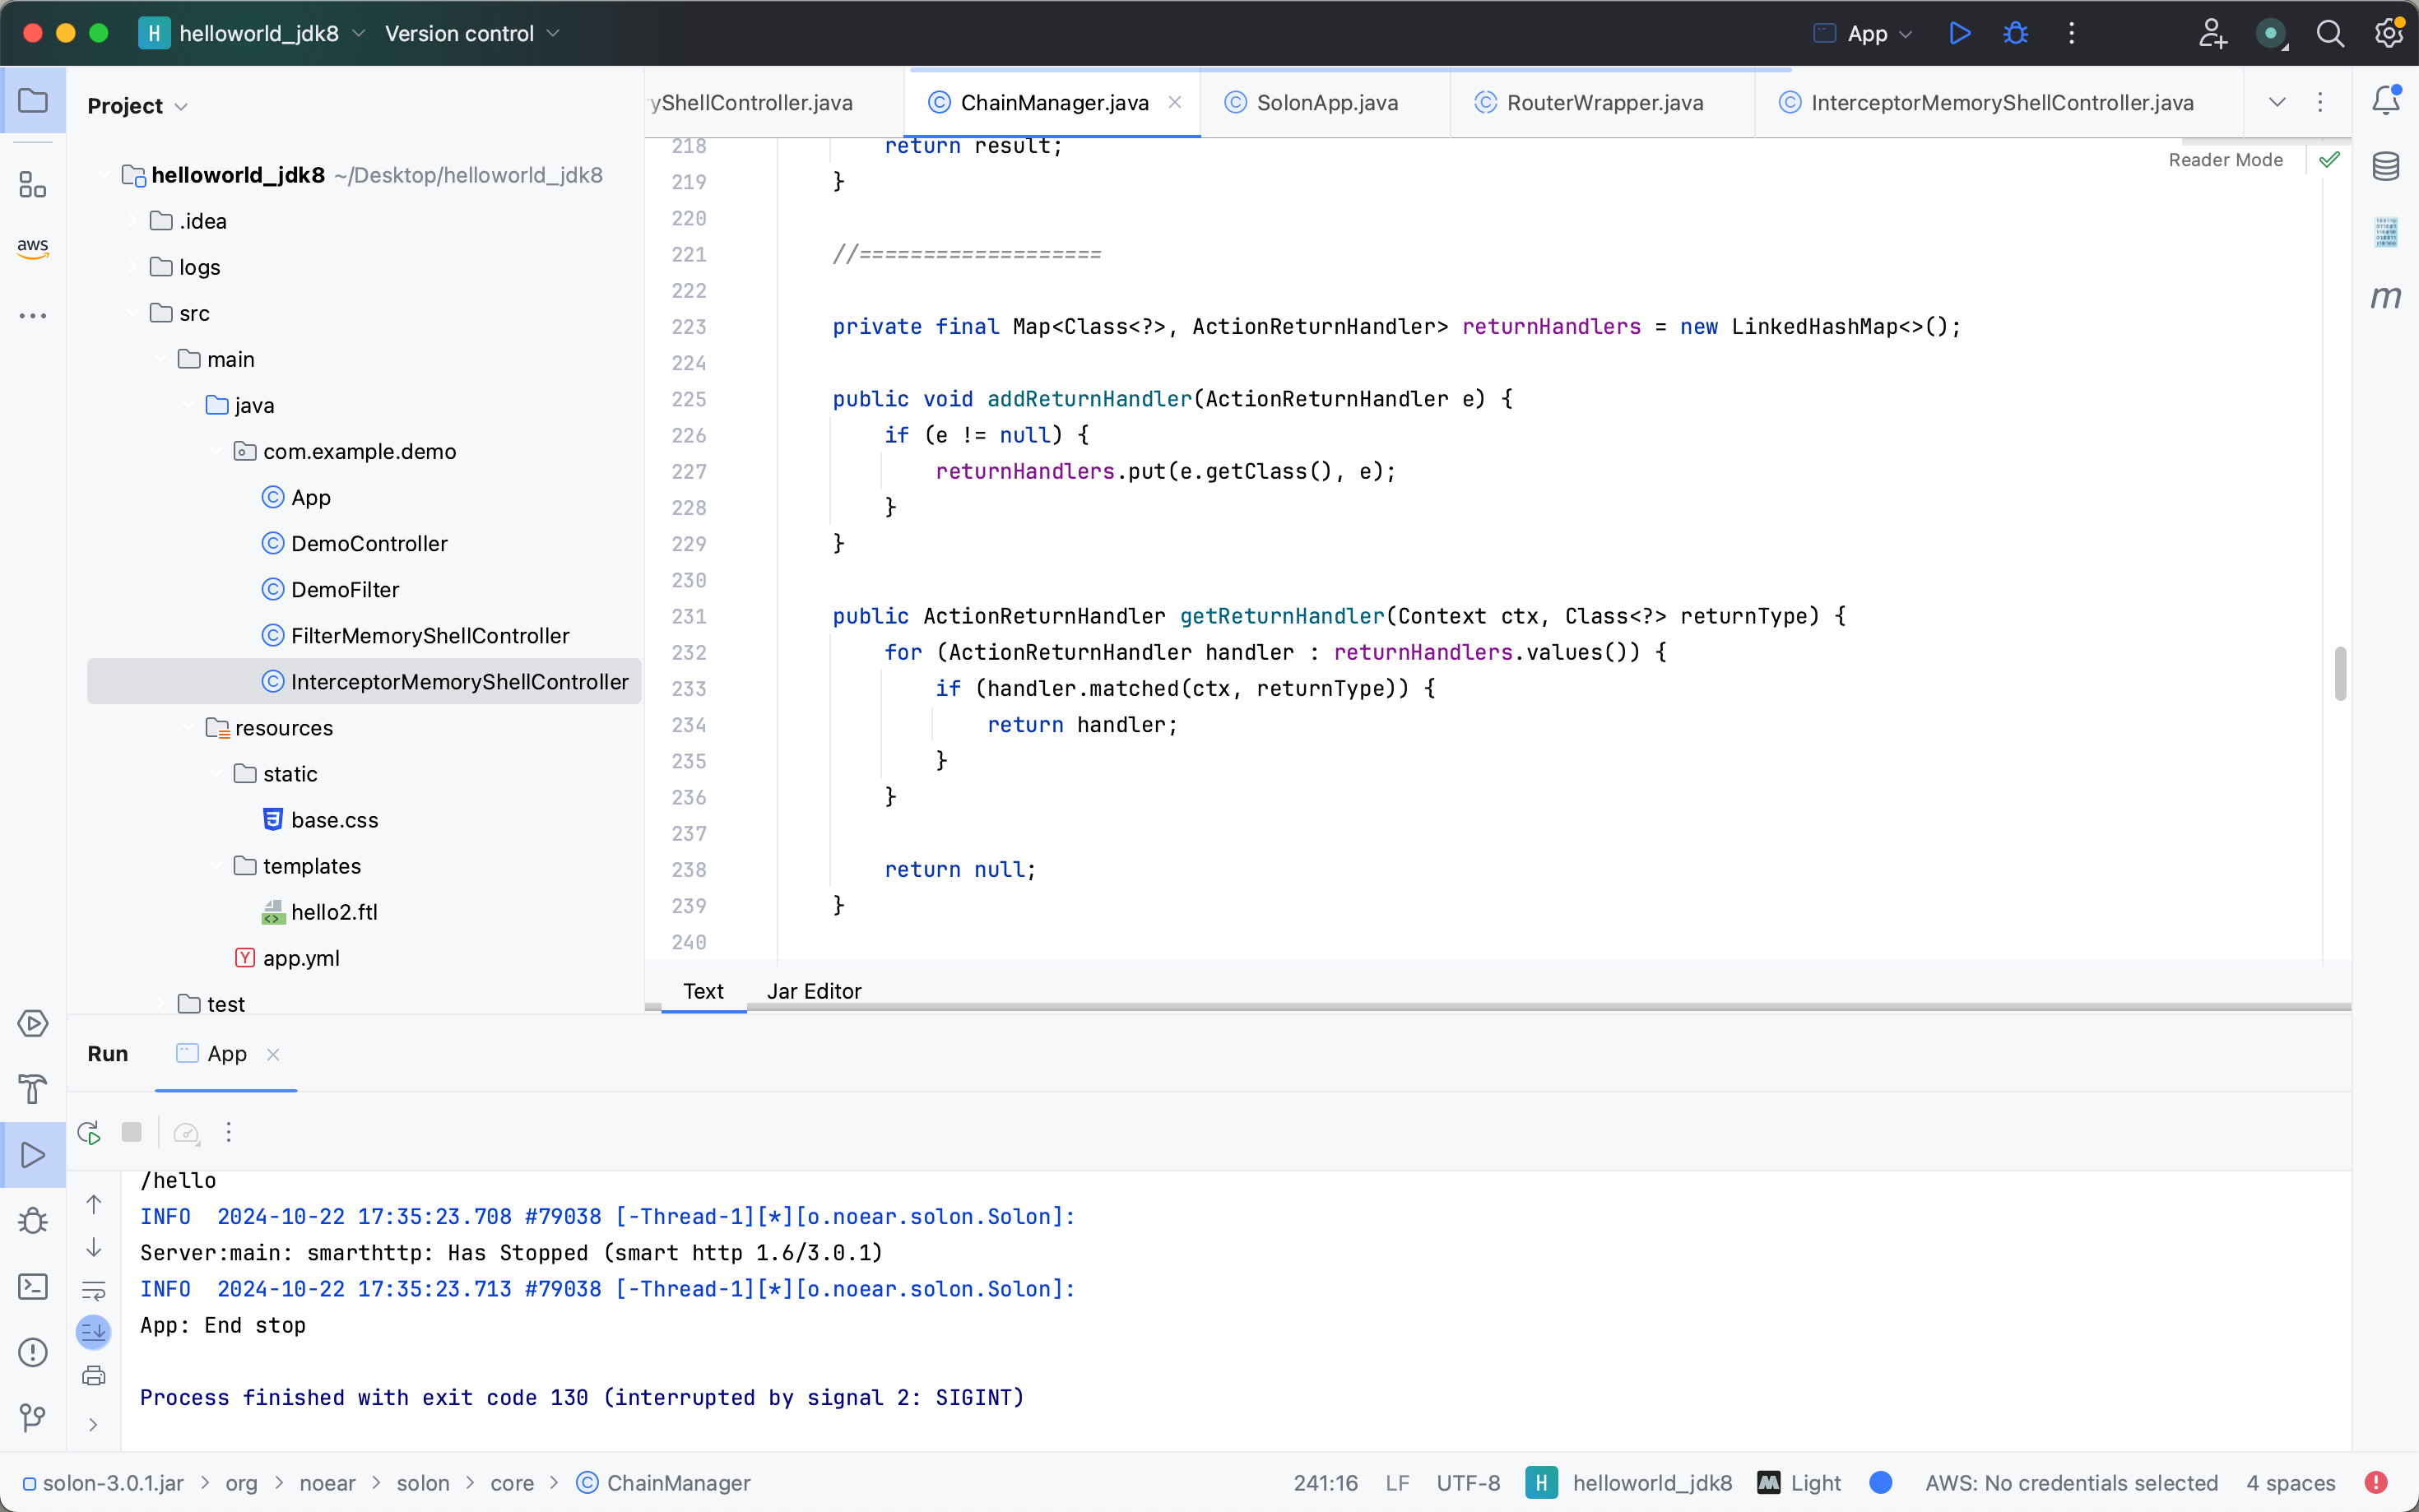 H helloworld_jdk8 Version control App
Project
yShellController.java ChainManager.java SolonApp.java RouterWrapper.java InterceptorMemoryShellController.java
Reader Mode
aws
helloworld_jdk8 ~/Desktop/helloworld_jdk8
.idea
logs
src
main
java
com.example.demo
App
DemoController
DemoFilter
FilterMemoryShellController
InterceptorMemoryShellController
resources
static
base.css
templates
hello2.ftl
app.yml
test
218 return result;
219 }
220
221 //===================
222
223 private final Map<Class<?>, ActionReturnHandler> returnHandlers = new LinkedHashMap<>();
224
225 public void addReturnHandler(ActionReturnHandler e) {
226 if (e != null) {
227 returnHandlers.put(e.getClass(), e);
228 }
229 }
230
231 public ActionReturnHandler getReturnHandler(Context ctx, Class<?> returnType) {
232 for (ActionReturnHandler handler : returnHandlers.values()) {
233 if (handler.matched(ctx, returnType)) {
234 return handler;
235 }
236 }
237
238 return null;
239 }
240
m
Text Jar Editor
Run App
/hello
INFO 2024-10-22 17:35:23.708 #79038 [-Thread-1][*][o.noear.solon.Solon]:
Server:main: smarthttp: Has Stopped (smart http 1.6/3.0.1)
INFO 2024-10-22 17:35:23.713 #79038 [-Thread-1][*][o.noear.solon.Solon]:
App: End stop
Process finished with exit code 130 (interrupted by signal 2: SIGINT)
solon-3.0.1.jar > org > noear > solon > core > ChainManager 241:16 LF UTF-8 H helloworld_jdk8 Light AWS: No credentials selected 4 spaces